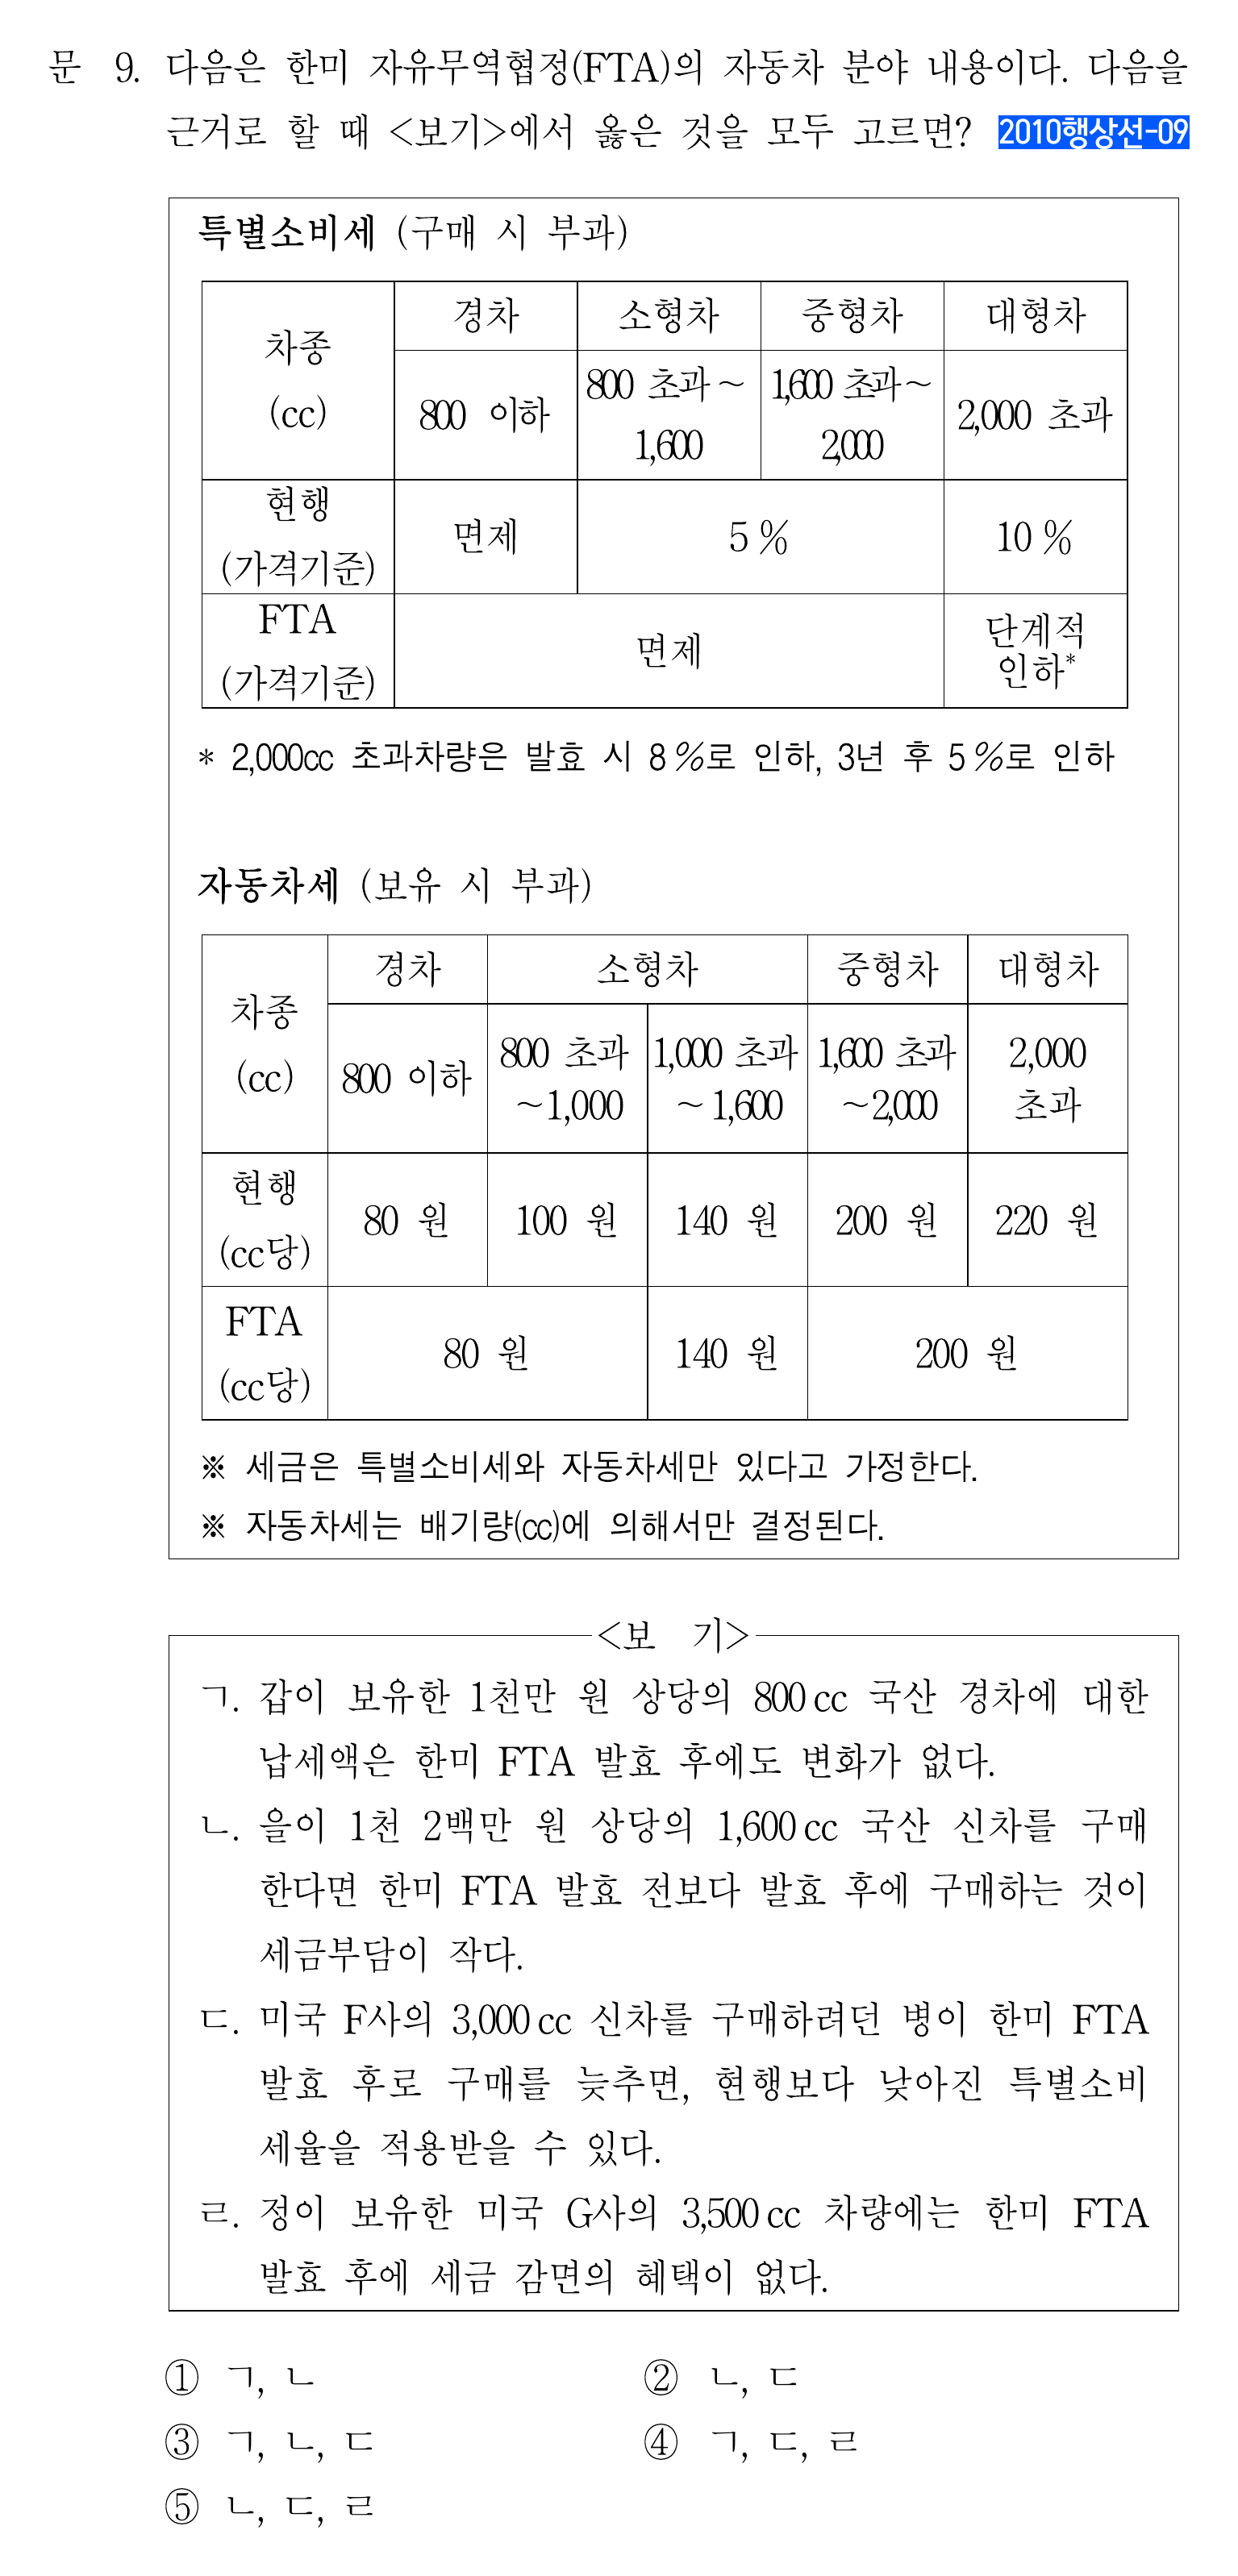 문 9. 다음은 한미 자유무역협정(FTA)의 자동차 분야 내용이다. 다음을
근거로 할 때 <보기>에서 옳은 것을 모두 고르면? 2010행상선-09
특별소비세 (구매 시 부과)
차종
(cc)
경차 소형차 중형차 대형차
800 이하
800 초과~
1,600
1,600 초과~
2,000
2,000 초과
현행
(가격기준)
면제 5% 10%
FTA
(가격기준)
면제
단계적
인하*
* 2,000cc 초과차량은 발효 시 8%로 인하, 3년 후 5%로 인하
자동차세 (보유 시 부과)
차종
(cc)
경차 소형차 중형차 대형차
800 이하
800 초과
~1,000
1,000 초과
~1,600
1,600 초과
~2,000
2,000
초과
현행
(cc당)
80 원 100 원 140 원 200 원 220 원
FTA
(cc당)
80 원 140 원 200 원
※ 세금은 특별소비세와 자동차세만 있다고 가정한다.
※ 자동차세는 배기량(cc)에 의해서만 결정된다.
<보 기>
ㄱ. 갑이 보유한 1천만 원 상당의 800cc 국산 경차에 대한
납세액은 한미 FTA 발효 후에도 변화가 없다.
ㄴ. 을이 1천 2백만 원 상당의 1,600cc 국산 신차를 구매
한다면 한미 FTA 발효 전보다 발효 후에 구매하는 것이
세금부담이 작다.
ㄷ. 미국 F사의 3,000cc 신차를 구매하려던 병이 한미 FTA
발효 후로 구매를 늦추면, 현행보다 낮아진 특별소비
세율을 적용받을 수 있다.
ㄹ. 정이 보유한 미국 G사의 3,500cc 차량에는 한미 FTA
발효 후에 세금 감면의 혜택이 없다.
① ㄱ, ㄴ ② ㄴ, ㄷ
③ ㄱ, ㄴ, ㄷ ④ ㄱ, ㄷ, ㄹ
⑤ ㄴ, ㄷ, ㄹ